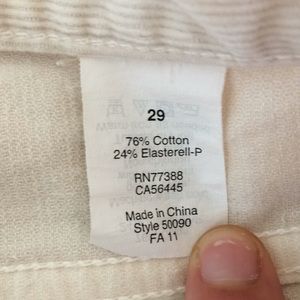 29
76% Cotton
24% Elasterell-P
RN77388
CA56445
Made in China
Style 50090
FA 11